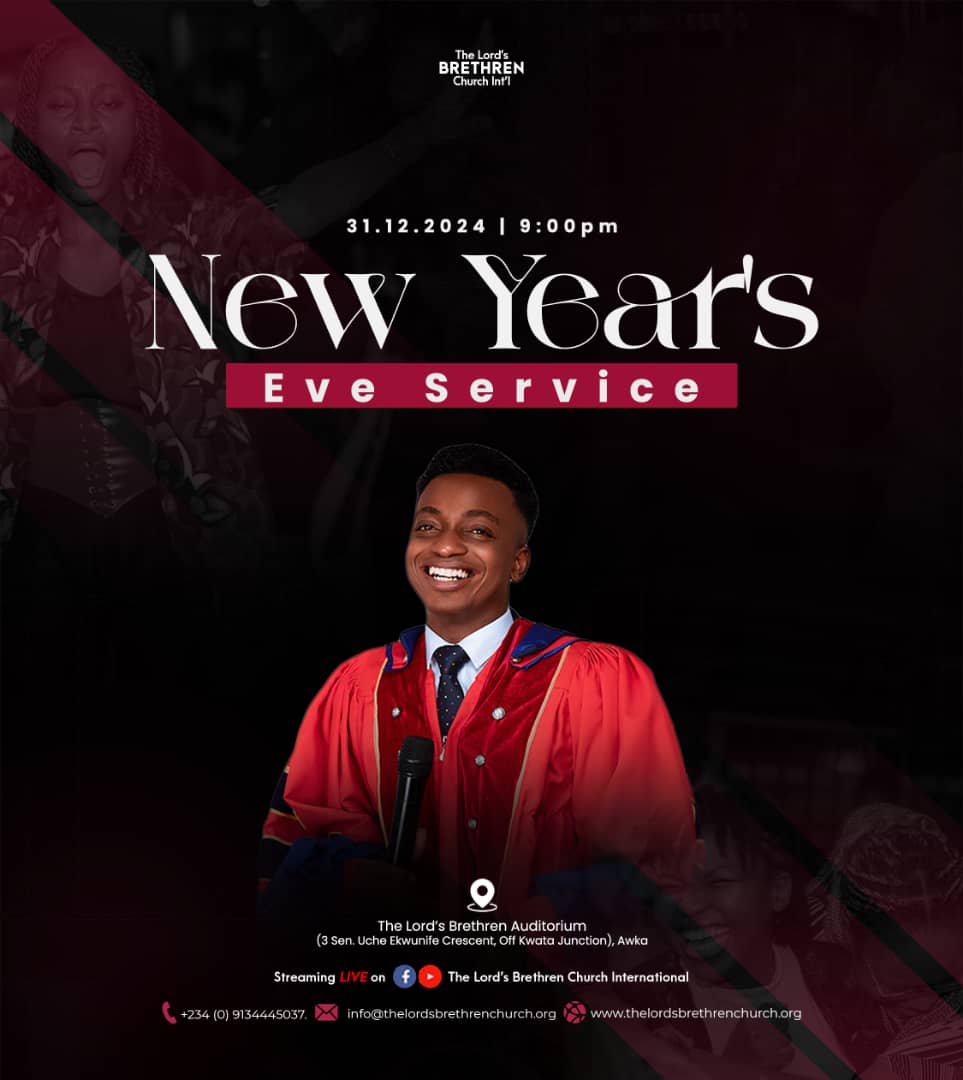 The Lord's
BRETHREN
Church Int'l
31.12.2024 | 9:00pm
New Year's
Eve Service
The Lord's Brethren Auditorium
(3 Sen. Uche Ekwunife Crescent, Off Kwata Junction), Awka
Streaming LIVE on The Lord's Brethren Church International
+234 (0) 9134445037. info@thelordsbrethrenchurch.org www.thelordsbrethrenchurch.org